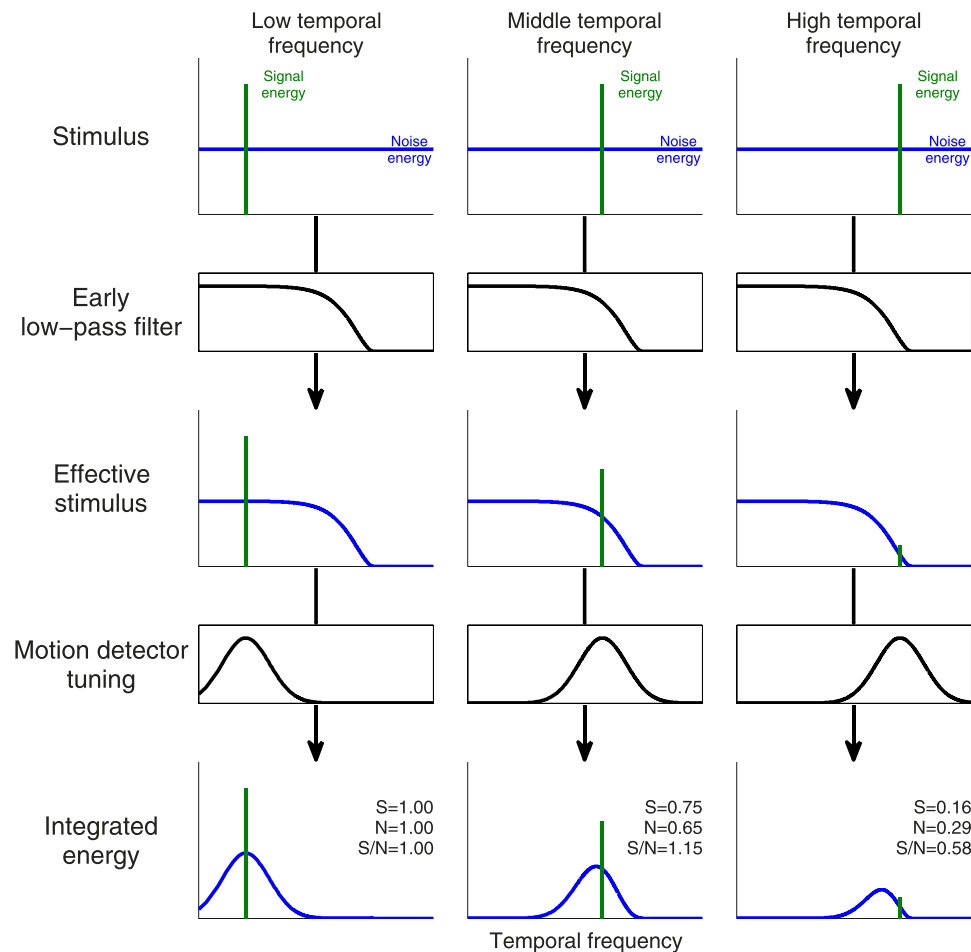 Low temporal
frequency
Middle temporal
frequency
High temporal
frequency
Stimulus
Signal
energy
Noise
energy
Signal
energy
Noise
energy
Signal
energy
Noise
energy
Early
low−pass filter
Effective
stimulus
Motion detector
tuning
Integrated
energy
S=1.00
N=1.00
S/N=1.00
S=0.75
N=0.65
S/N=1.15
S=0.16
N=0.29
S/N=0.58
Temporal frequency